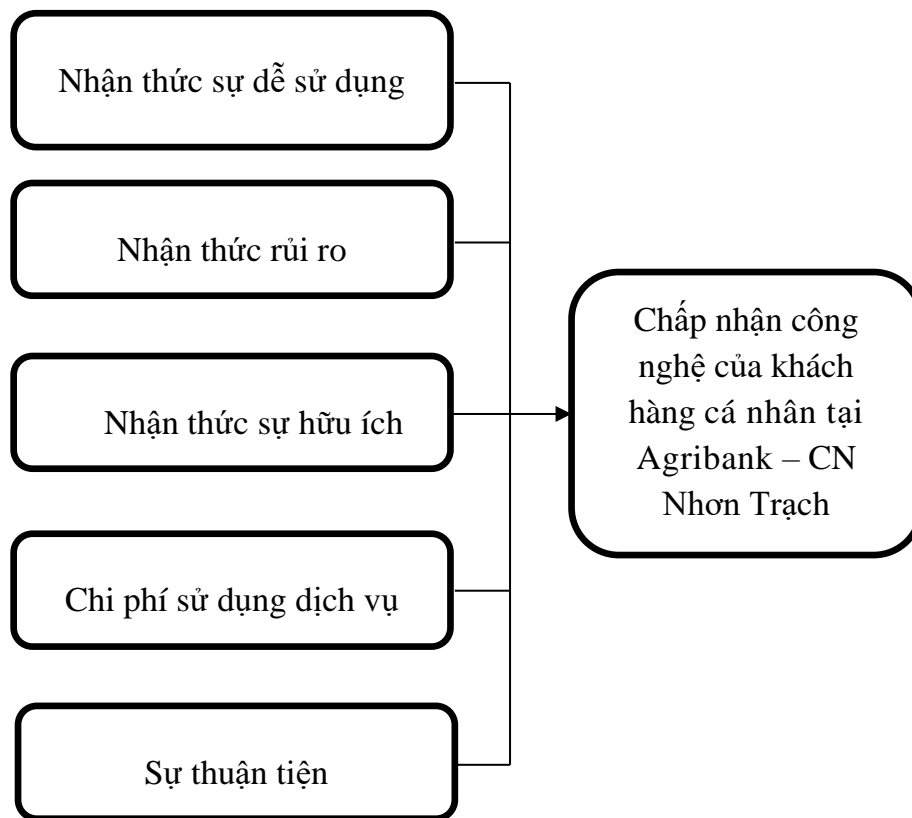 Nhận thức sự dễ sử dụng
Nhận thức rủi ro
Nhận thức sự hữu ích
Chi phí sử dụng dịch vụ
Sự thuận tiện
Chấp nhận công
nghệ của khách
hàng cá nhân tại
Agribank – CN
Nhơn Trạch